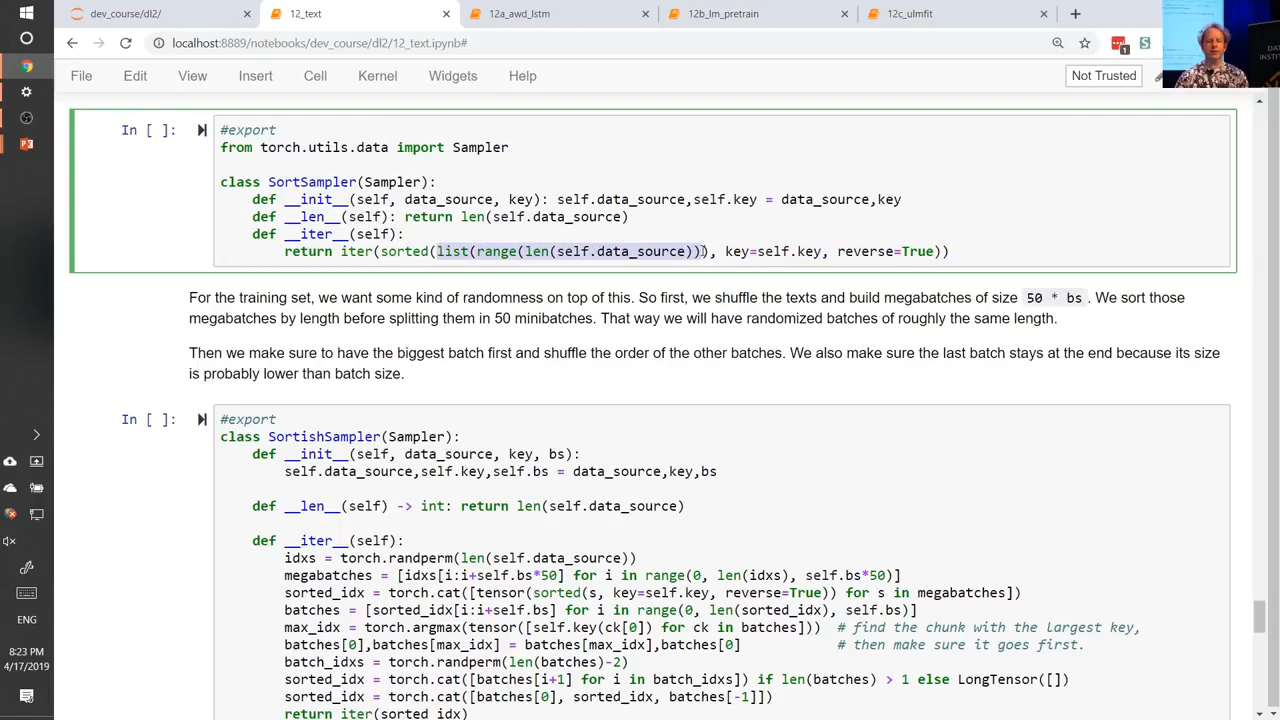 dev_course/dl2/
12_text
12a_awd_lstm
12b_lm_pretrain
12c_ulmfit
localhost:8889/notebooks/dev_course/dl2/12_text.ipynb#
File Edit View Insert Cell Kernel Widgets Help
Not Trusted
In [ ]:
#export
from torch.utils.data import Sampler
class SortSampler(Sampler):
def __init__(self, data_source, key): self.data_source,self.key = data_source,key
def __len__(self): return len(self.data_source)
def __iter__(self):
return iter(sorted(list(range(len(self.data_source))), key=self.key, reverse=True))
For the training set, we want some kind of randomness on top of this. So first, we shuffle the texts and build megabatches of size 50 * bs . We sort those
megabatches by length before splitting them in 50 minibatches. That way we will have randomized batches of roughly the same length.
Then we make sure to have the biggest batch first and shuffle the order of the other batches. We also make sure the last batch stays at the end because its size
is probably lower than batch size.
In [ ]:
#export
class SortishSampler(Sampler):
def __init__(self, data_source, key, bs):
self.data_source,self.key,self.bs = data_source,key,bs
def __len__(self) -> int: return len(self.data_source)
def __iter__(self):
idxs = torch.randperm(len(self.data_source))
megabatches = [idxs[i:i+self.bs*50] for i in range(0, len(idxs), self.bs*50)]
sorted_idx = torch.cat([tensor(sorted(s, key=self.key, reverse=True)) for s in megabatches])
batches = [sorted_idx[i:i+self.bs] for i in range(0, len(sorted_idx), self.bs)]
max_idx = torch.argmax(tensor([self.key(ck[0]) for ck in batches])) # find the chunk with the largest key,
batches[0],batches[max_idx] = batches[max_idx],batches[0] # then make sure it goes first.
batch_idxs = torch.randperm(len(batches)-2)
sorted_idx = torch.cat([batches[i+1] for i in batch_idxs]) if len(batches) > 1 else LongTensor([])
sorted_idx = torch.cat([batches[0], sorted_idx, batches[-1]])
return iter(sorted_idx)
ENG
8:23 PM
4/17/2019
1